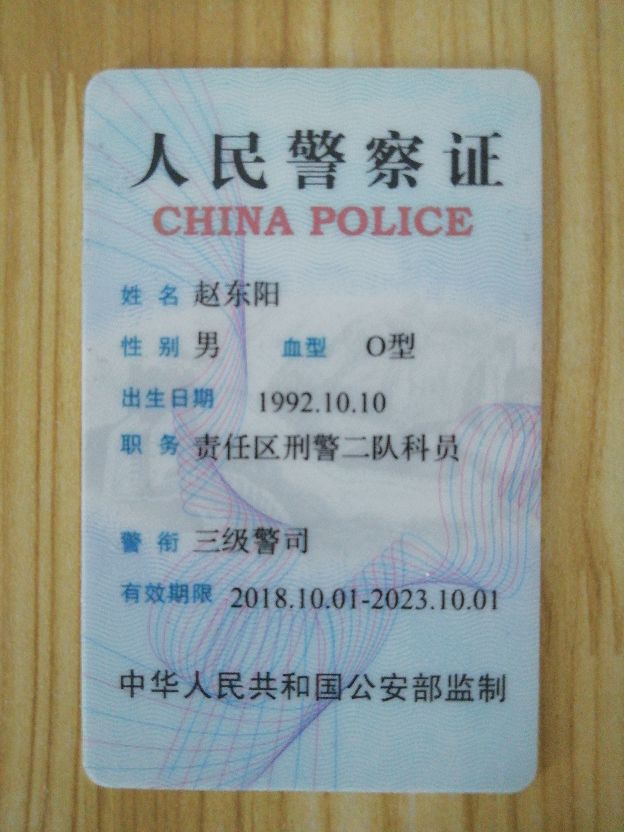 人民警察证
CHINA POLICE
姓 名 赵东阳
性 别 男 血型 O型
出生日期 1992.10.10
职 务 责任区刑警二队科员
警 衔 三级警司
有效期限 2018.10.01-2023.10.01
中华人民共和国公安部监制